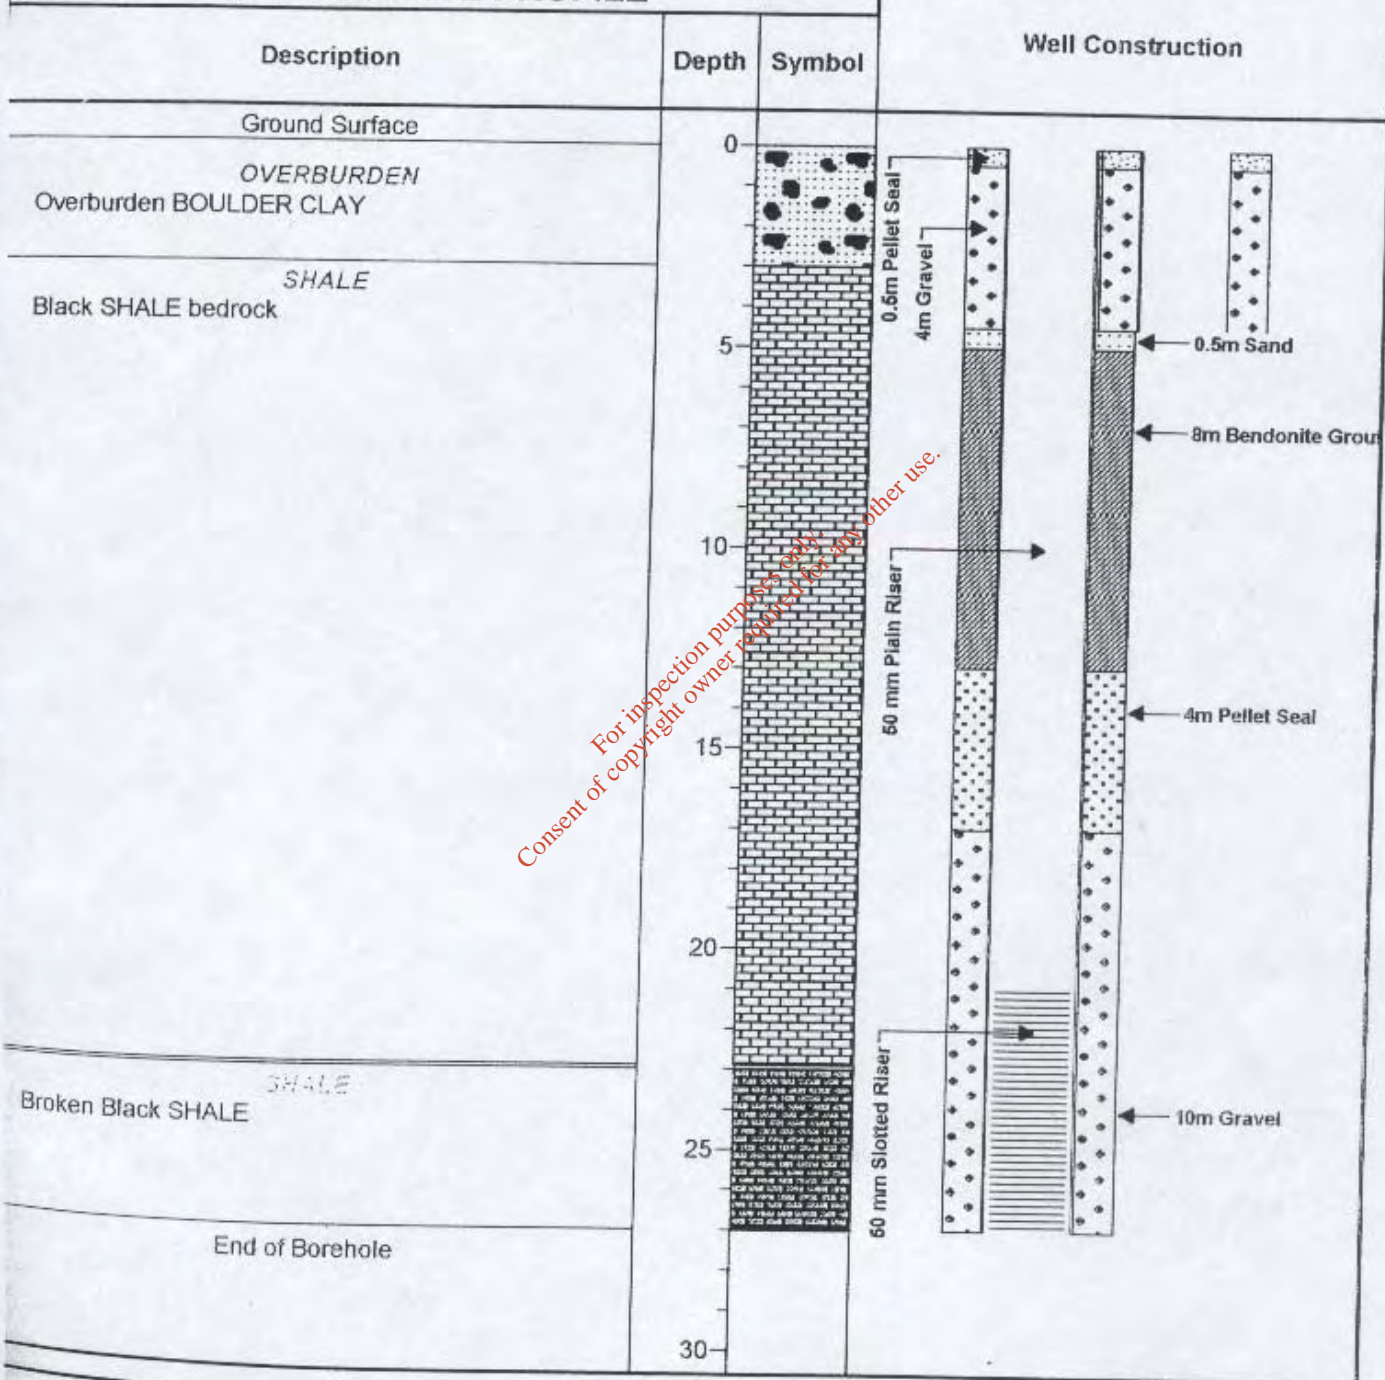 Description
Depth
Symbol
Well Construction
Ground Surface
OVERBURDEN
Overburden BOULDER CLAY
SHALE
Black SHALE bedrock
SHALE
Broken Black SHALE
End of Borehole
0
5
10
15
20
25
30
0.5m Pellet Seal
4m Gravel
0.5m Sand
8m Bendonite Grou
50 mm Plain Riser
4m Pellet Seal
50 mm Slotted Riser
10m Gravel
For inspection purposes only.
Consent of copyright owner required for any other use.